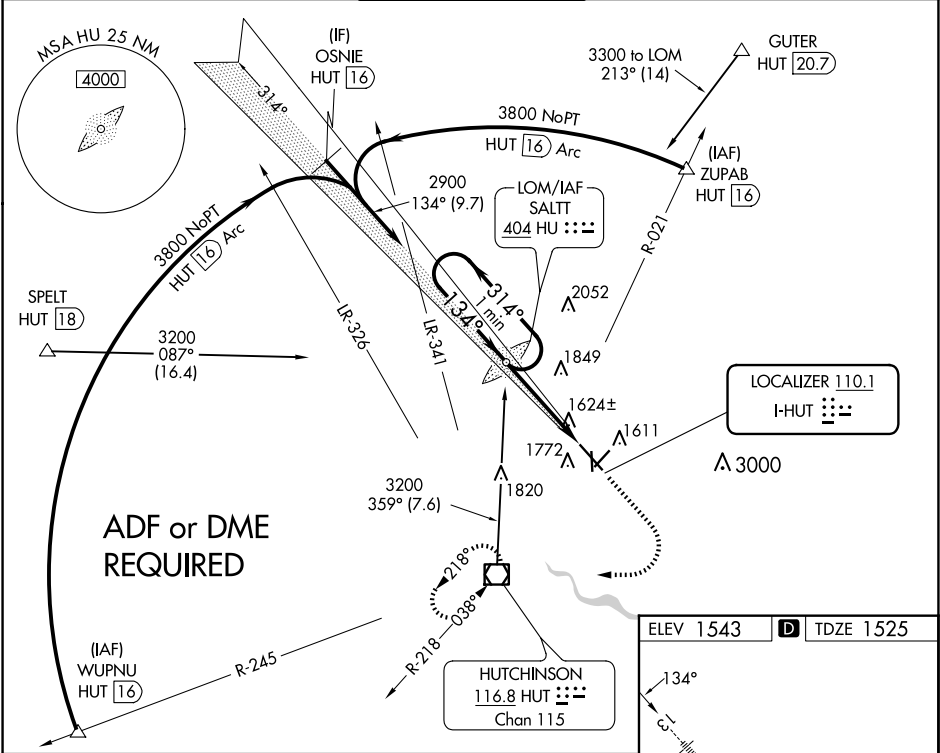 MSA HU 25 NM
4000
(IF)
OSNIE
HUT 16
314°
3300 to LOM
213° (14)
GUTER
HUT 20.7
3800 NoPT
HUT 16 Arc
(IAF)
ZUPAB
HUT 16
2900
134° (9.7)
LOM/IAF
SALTT
404 HU
R-021
3800 NoPT
HUT 16 Arc
SPELT
HUT 18
3200
087°
(16.4)
LR-326
LR-341
134°
314°
1 min
2052
1849
1624±
1611
1772
3000
LOCALIZER 110.1
I-HUT
1820
3200
359° (7.6)
ADF or DME
REQUIRED
218°
038°
R-218
R-245
(IAF)
WUPNU
HUT 16
HUTCHINSON
116.8 HUT
Chan 115
ELEV 1543
D
TDZE 1525
134°
13